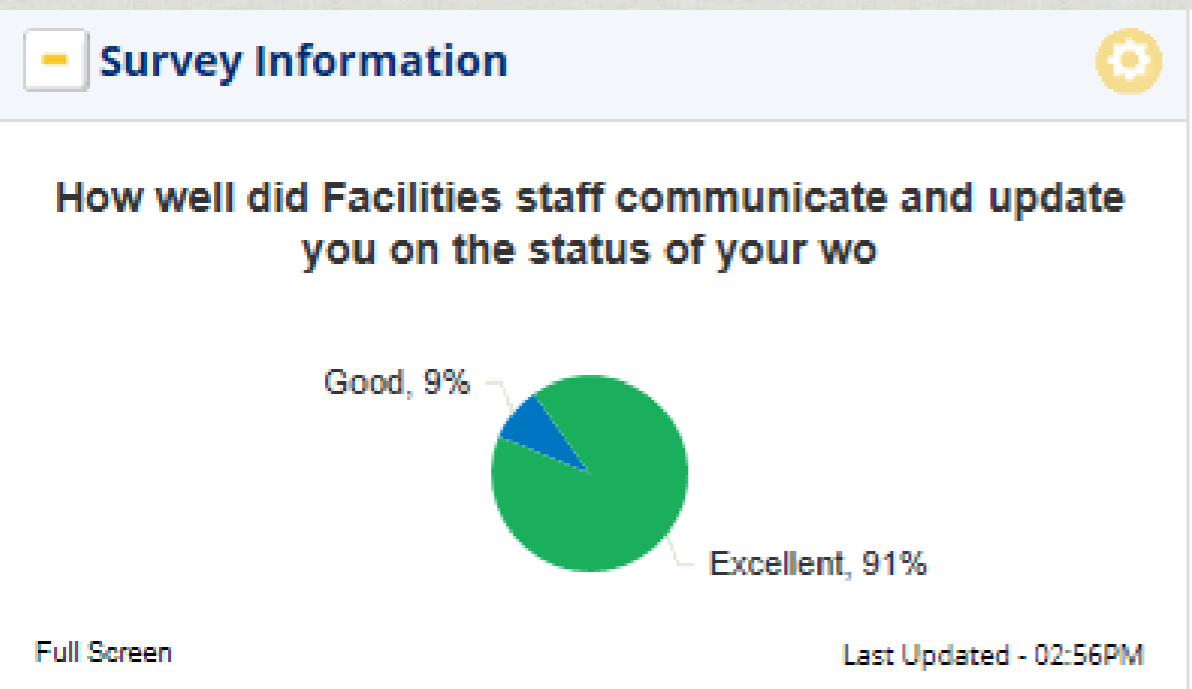 Survey Information
How well did Facilities staff communicate and update
you on the status of your wo
Good, 9%
Excellent, 91%
Full Screen
Last Updated - 02:56PM